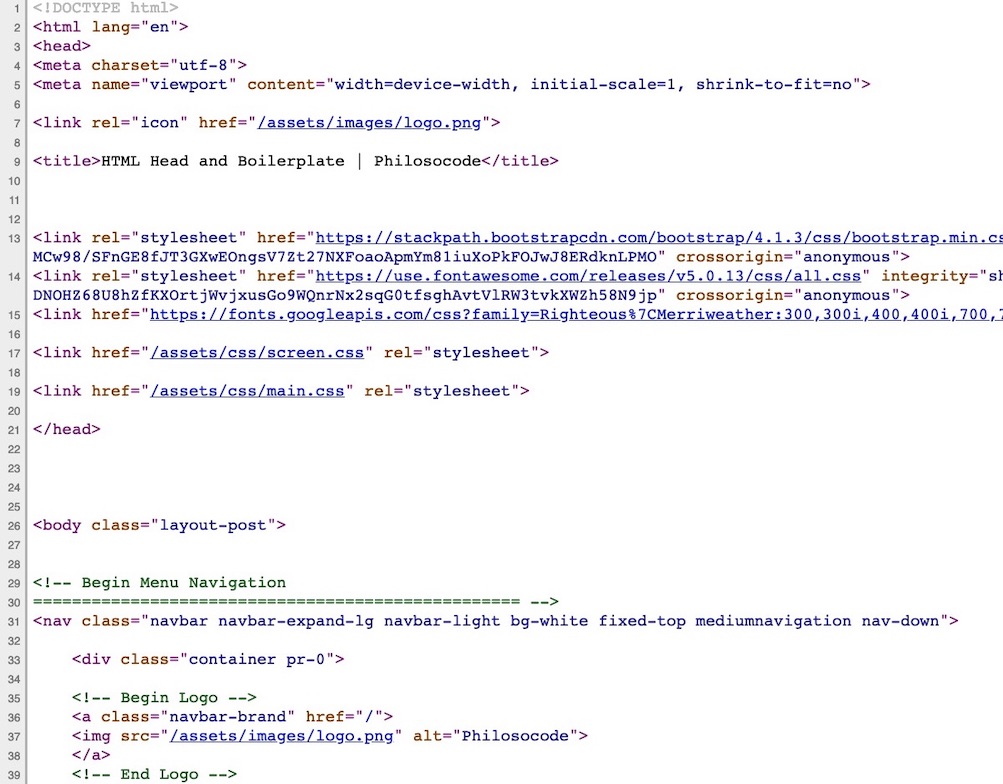 1 <!DOCTYPE html>
2 <html lang="en">
3 <head>
4 <meta charset="utf-8">
5 <meta name="viewport" content="width=device-width, initial-scale=1, shrink-to-fit=no">
6
7 <link rel="icon" href="/assets/images/logo.png">
8
9 <title>HTML Head and Boilerplate | Philosocode</title>
10
11
12
13 <link rel="stylesheet" href="https://stackpath.bootstrapcdn.com/bootstrap/4.1.3/css/bootstrap.min.cs
MCw98/SFnGE8fJT3GXwEOngsV7Zt27NXFoaoApmYm81iuXoPkFOJwJ8ERdknLPMO" crossorigin="anonymous">
14 <link rel="stylesheet" href="https://use.fontawesome.com/releases/v5.0.13/css/all.css" integrity="sh
DNOHZ68U8hZfKXOrtjWvjxusGo9WQnrNx2sqG0tfsghAvtVlRW3tvkXWZh58N9jp" crossorigin="anonymous">
15 <link href="https://fonts.googleapis.com/css?family=Righteous%7CMerriweather:300,300i,400,400i,700,7
16
17 <link href="/assets/css/screen.css" rel="stylesheet">
18
19 <link href="/assets/css/main.css" rel="stylesheet">
20
21 </head>
22
23
24
25
26 <body class="layout-post">
27
28
29 <!-- Begin Menu Navigation
30 ================================================== -->
31 <nav class="navbar navbar-expand-lg navbar-light bg-white fixed-top mediumnavigation nav-down">
32
33 <div class="container pr-0">
34
35 <!-- Begin Logo -->
36 <a class="navbar-brand" href="/">
37 <img src="/assets/images/logo.png" alt="Philosocode">
38 </a>
39 <!-- End Logo -->